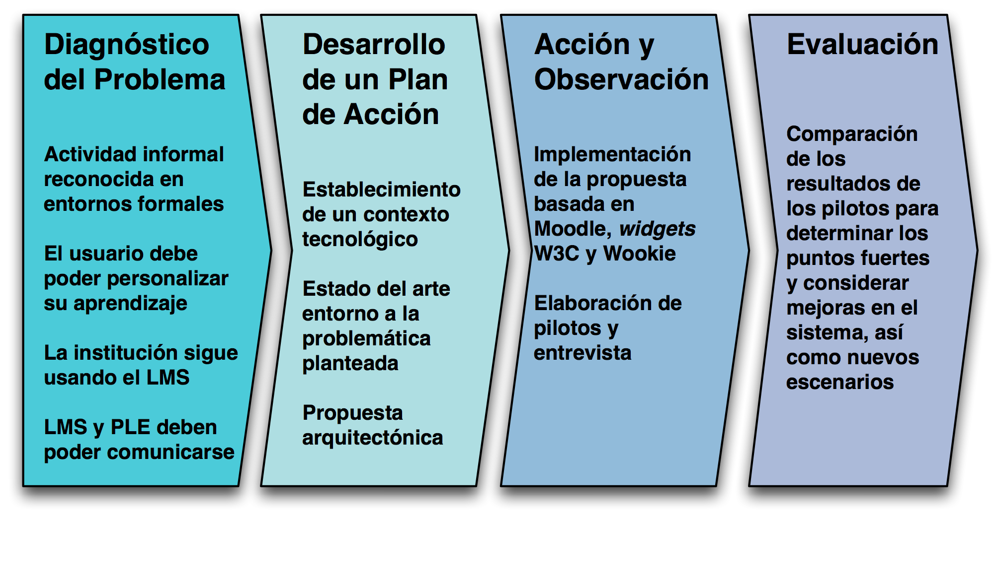 Diagnóstico
del Problema
Actividad informal
reconocida en
entornos formales
El usuario debe
poder personalizar
su aprendizaje
La institución sigue
usando el LMS
LMS y PLE deben
poder comunicarse
Desarrollo
de un Plan
de Acción
Establecimiento
de un contexto
tecnológico
Estado del arte
entorno a la
problemática
planteada
Propuesta
arquitectónica
Acción y
Observación
Implementación
de la propuesta
basada en
Moodle, widgets
W3C y Wookie
Elaboración de
pilotos y
entrevista
Evaluación
Comparación
de los
resultados de
los pilotos para
determinar los
puntos fuertes
y considerar
mejoras en el
sistema, así
como nuevos
escenarios